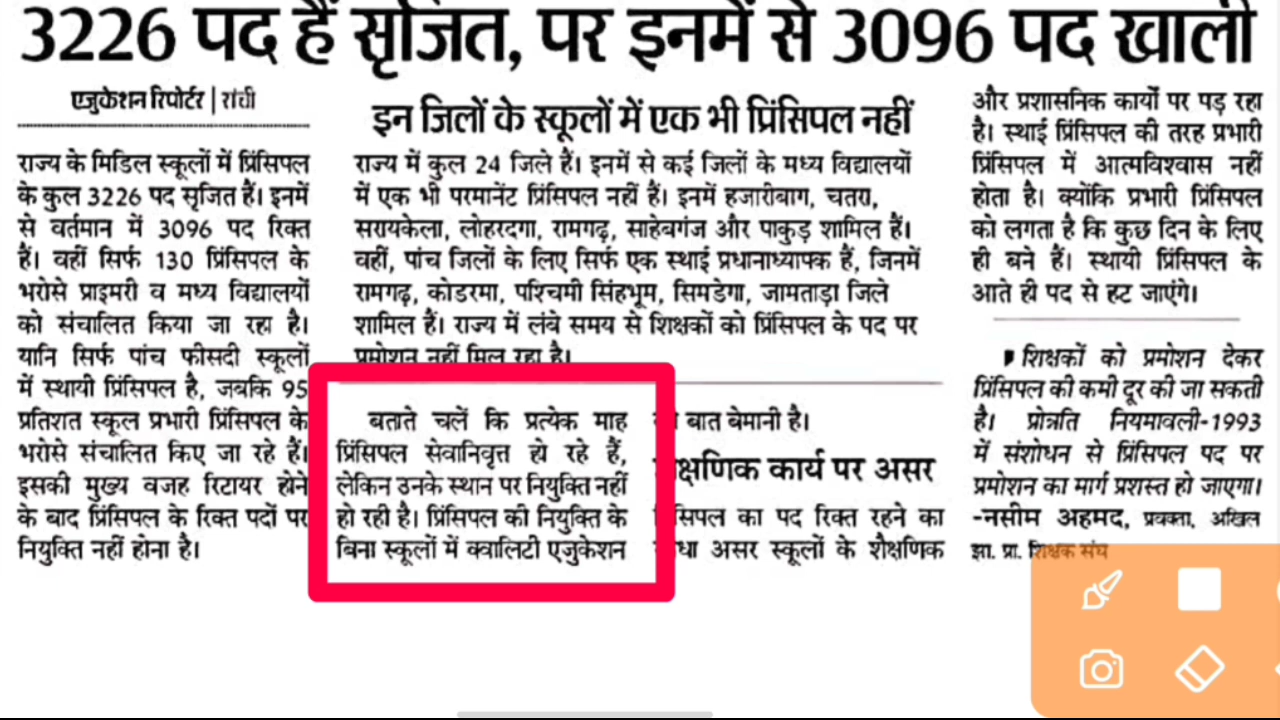 3226 पद हैं सृजित, पर इनमें से 3096 पद खाली
एजुकेशन रिपोर्टर | रांची
राज्य के मिडिल स्कूलों में प्रिंसिपल
के कुल 3226 पद सृजित हैं। इनमें
से वर्तमान में 3096 पद रिक्त
हैं। वहीं सिर्फ 130 प्रिंसिपल के
भरोसे प्राइमरी व मध्य विद्यालयों
को संचालित किया जा रहा है।
यानि सिर्फ पांच फीसदी स्कूलों
में स्थायी प्रिंसिपल है, जबकि 95
प्रतिशत स्कूल प्रभारी प्रिंसिपल के
भरोसे संचालित किए जा रहे हैं।
इसकी मुख्य वजह रिटायर होने
के बाद प्रिंसिपल के रिक्त पदों पर
नियुक्ति नहीं होना है।
इन जिलों के स्कूलों में एक भी प्रिंसिपल नहीं
राज्य में कुल 24 जिले हैं। इनमें से कई जिलों के मध्य विद्यालयों
में एक भी परमानेंट प्रिंसिपल नहीं हैं। इनमें हजारीबाग, चतरा,
सरायकेला, लोहरदगा, रामगढ़, साहेबगंज और पाकुड़ शामिल हैं।
वहीं, पांच जिलों के लिए सिर्फ एक स्थाई प्रधानाध्यापक हैं, जिनमें
रामगढ़, कोडरमा, पश्चिमी सिंहभूम, सिमडेगा, जामताड़ा जिले
शामिल हैं। राज्य में लंबे समय से शिक्षकों को प्रिंसिपल के पद पर
प्रमोशन नहीं मिल रहा है।
बताते चलें कि प्रत्येक माह
प्रिंसिपल सेवानिवृत्त हो रहे हैं,
लेकिन उनके स्थान पर नियुक्ति नहीं
हो रही है। प्रिंसिपल की नियुक्ति के
बिना स्कूलों में क्वालिटी एजुकेशन
बात बेमानी है।
कार्य पर असर
का पद रिक्त रहने का
असर स्कूलों के शैक्षणिक
और प्रशासनिक कार्यों पर पड़ रहा
है। स्थाई प्रिंसिपल की तरह प्रभारी
प्रिंसिपल में आत्मविश्वास नहीं
होता है। क्योंकि प्रभारी प्रिंसिपल
को लगता है कि कुछ दिन के लिए
ही बने हैं। स्थायी प्रिंसिपल के
आते ही पद से हट जाएंगे।
शिक्षकों को प्रमोशन देकर
प्रिंसिपल की कमी दूर की जा सकती
है। प्रोन्नति नियमावली-1993
में संशोधन से प्रिंसिपल पद पर
प्रमोशन का मार्ग प्रशस्त हो जाएगा।
-नसीम अहमद, प्रवक्ता, अखिल
झा. प्रा. शिक्षक संघ